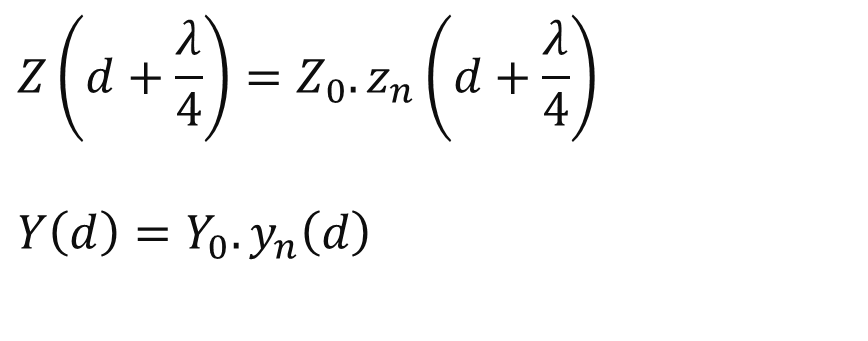 Z(d + λ/4) = Z₀. zₙ(d + λ/4)
Y(d) = Y₀. yₙ(d)